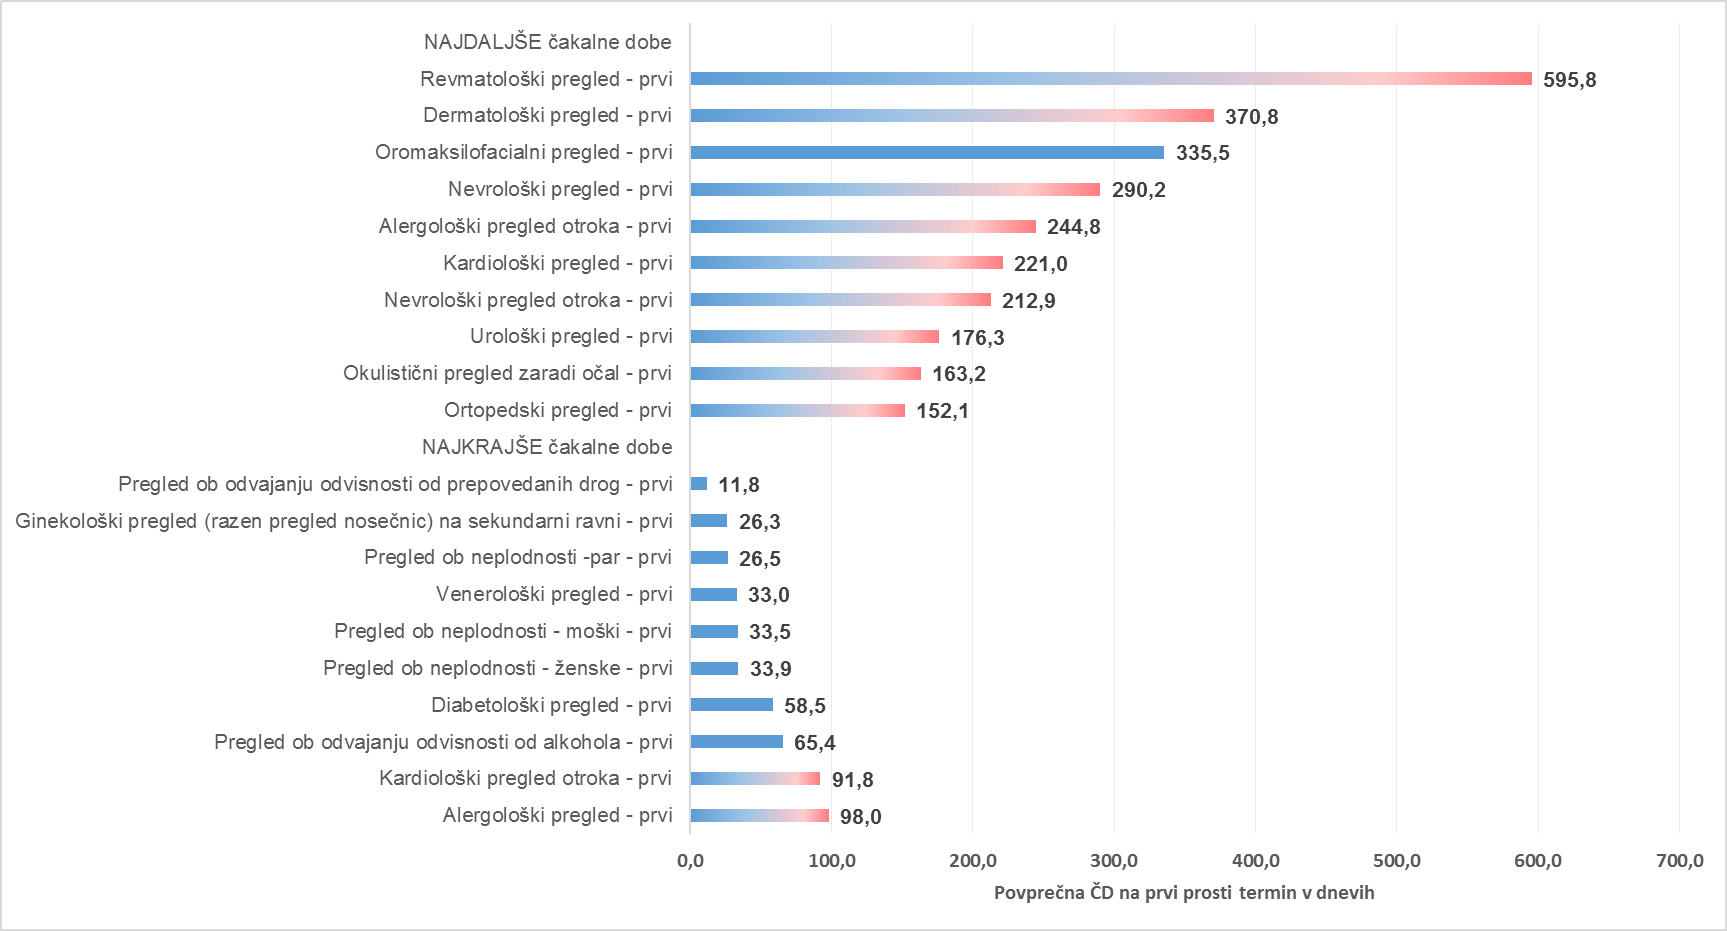 NAJDALJŠE čakalne dobe
Revmatološki pregled - prvi 595,8
Dermatološki pregled - prvi 370,8
Oromaksilofacialni pregled - prvi 335,5
Nevrološki pregled - prvi 290,2
Alergološki pregled otroka - prvi 244,8
Kardiološki pregled - prvi 221,0
Nevrološki pregled otroka - prvi 212,9
Urološki pregled - prvi 176,3
Okulistični pregled zaradi očal - prvi 163,2
Ortopedski pregled - prvi 152,1
NAJKRAJŠE čakalne dobe
Pregled ob odvajanju odvisnosti od prepovedanih drog - prvi 11,8
Ginekološki pregled (razen pregled nosečnic) na sekundarni ravni - prvi 26,3
Pregled ob neplodnosti -par - prvi 26,5
Venerološki pregled - prvi 33,0
Pregled ob neplodnosti - moški - prvi 33,5
Pregled ob neplodnosti - ženske - prvi 33,9
Diabetološki pregled - prvi 58,5
Pregled ob odvajanju odvisnosti od alkohola - prvi 65,4
Kardiološki pregled otroka - prvi 91,8
Alergološki pregled - prvi 98,0
0,0 100,0 200,0 300,0 400,0 500,0 600,0 700,0
Povprečna ČD na prvi prosti termin v dnevih